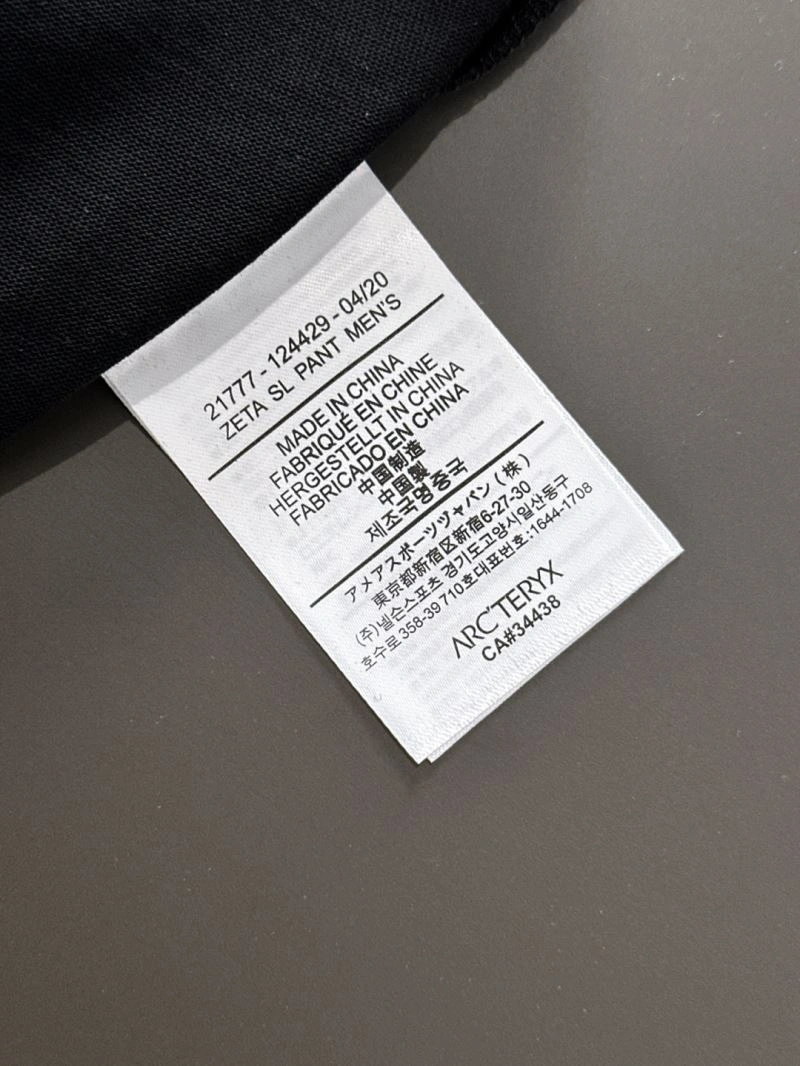 21777 - 124429 - 04/20
ZETA SL PANT MEN'S
MADE IN CHINA
FABRIQUÉ EN CHINE
HERGESTELLT IN CHINA
FABRICADO EN CHINA
中国制造
中国製
제조국명:중국
アメアスポーツヅャパン (株)
東京都新宿区新宿6-27-30
(주)넬슨스포츠 경기도고양시일산동구
호수로358-39 710호대표번호:1644-1708
ARC'TERYX
CA#34438